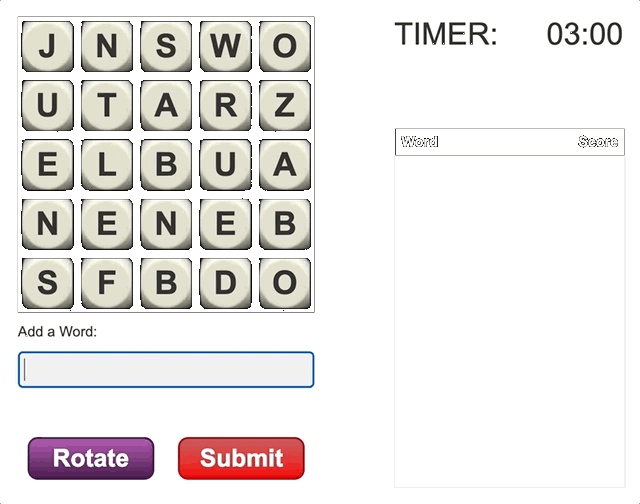 TIMER: 03:00
J N S W O
U T A R Z
E L B U A
N E N E B
S F B D O
Word Score
Add a Word:
Rotate Submit